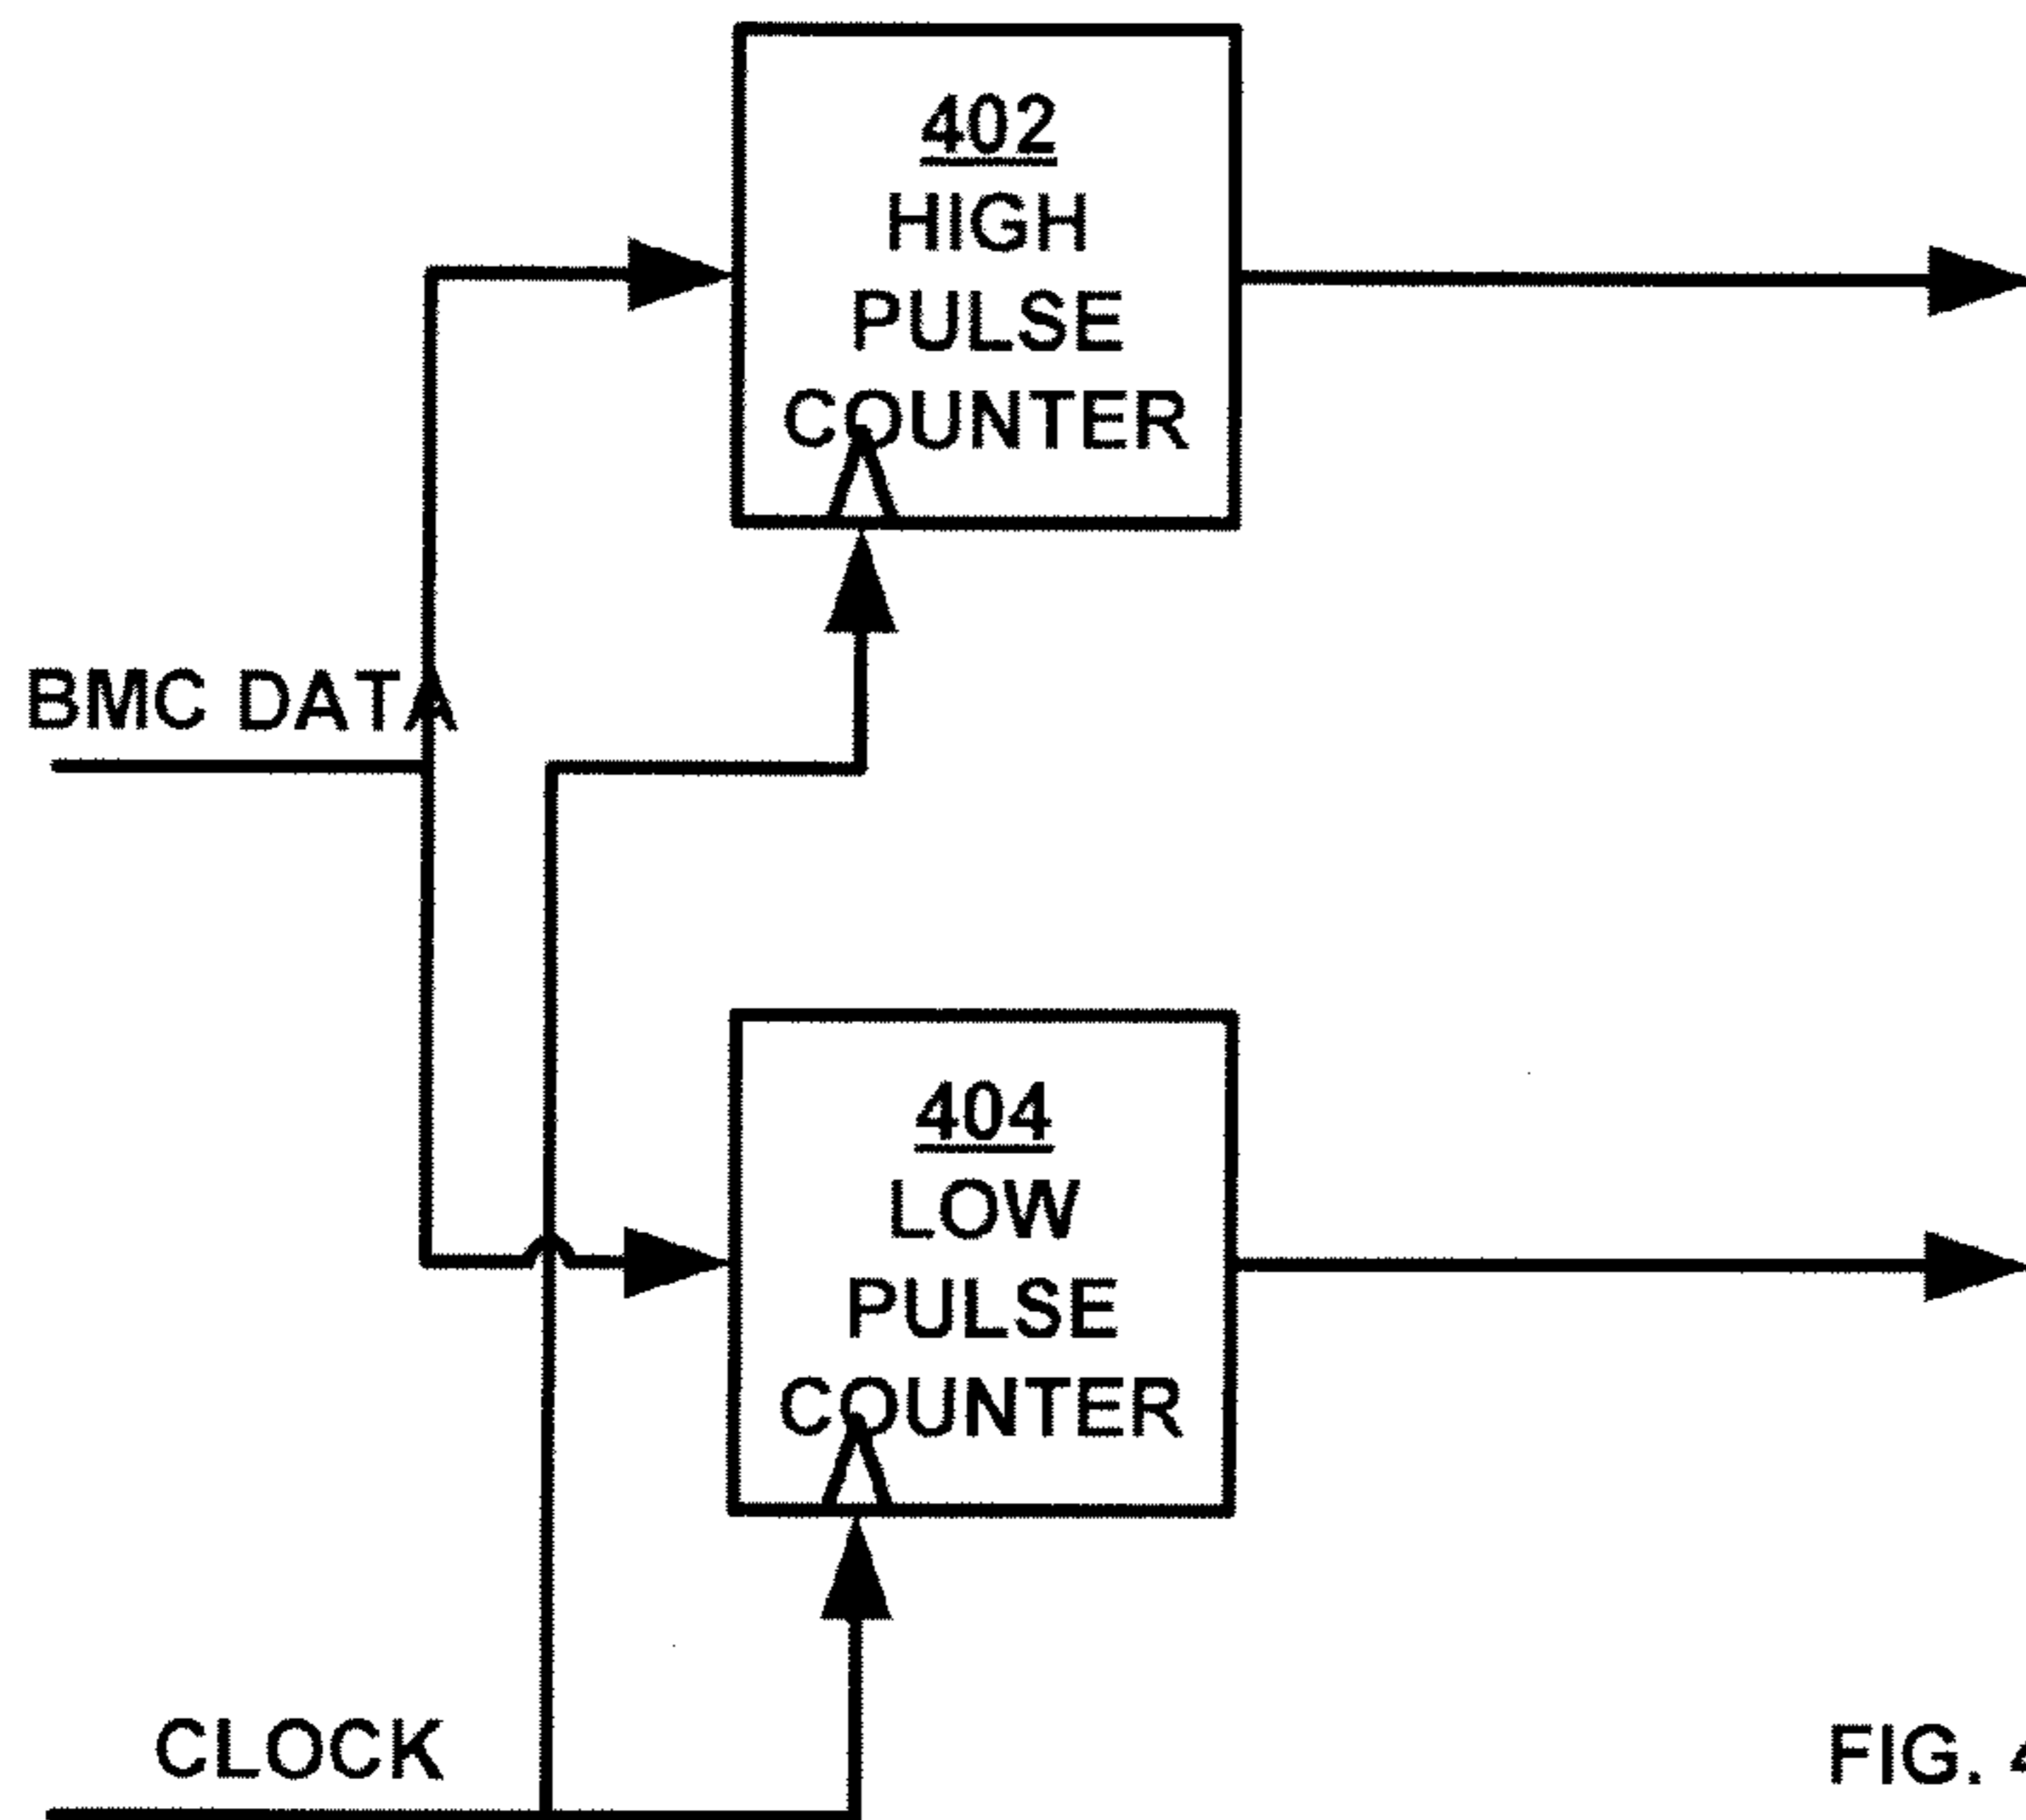 402
HIGH
PULSE
COUNTER
BMC DATA
404
LOW
PULSE
COUNTER
CLOCK
FIG. 4